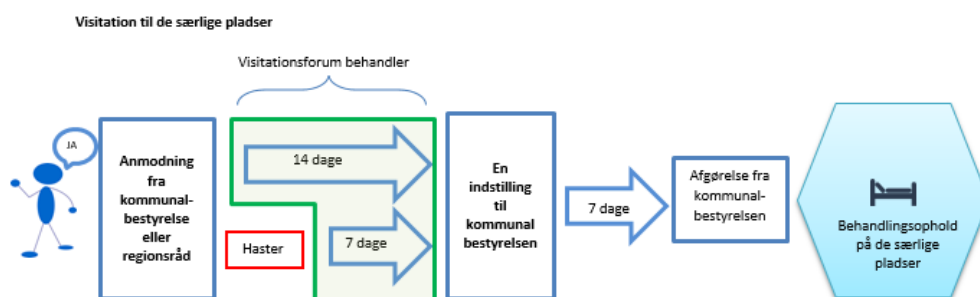 Visitation til de særlige pladser
Visitationsforum behandler
JA
Anmodning
fra
kommunal-
bestyrelse
eller
regionsråd
14 dage
Haster
7 dage
En
indstilling
til
kommunal
bestyrelsen
7 dage
Afgørelse fra
kommunal-
bestyrelsen
Behandlingsophold
på de særlige
pladser